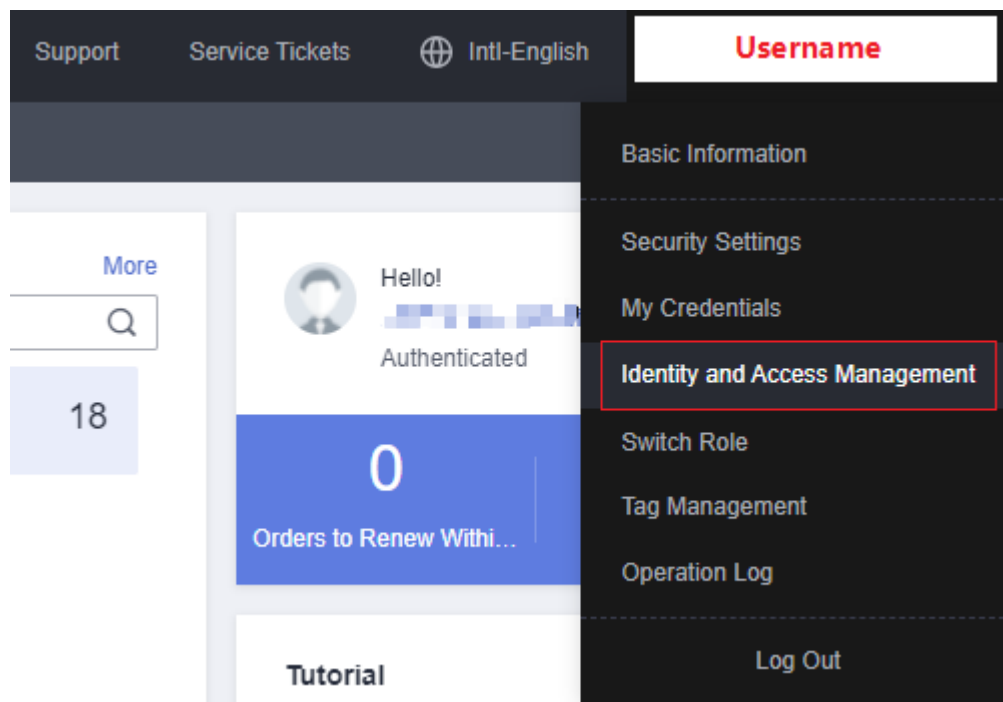 Support Service Tickets Intl-English Username
Basic Information
Security Settings
My Credentials
Identity and Access Management
Switch Role
Tag Management
Operation Log
Log Out
More
18
Hello!
Authenticated
0
Orders to Renew Withi...
Tutorial